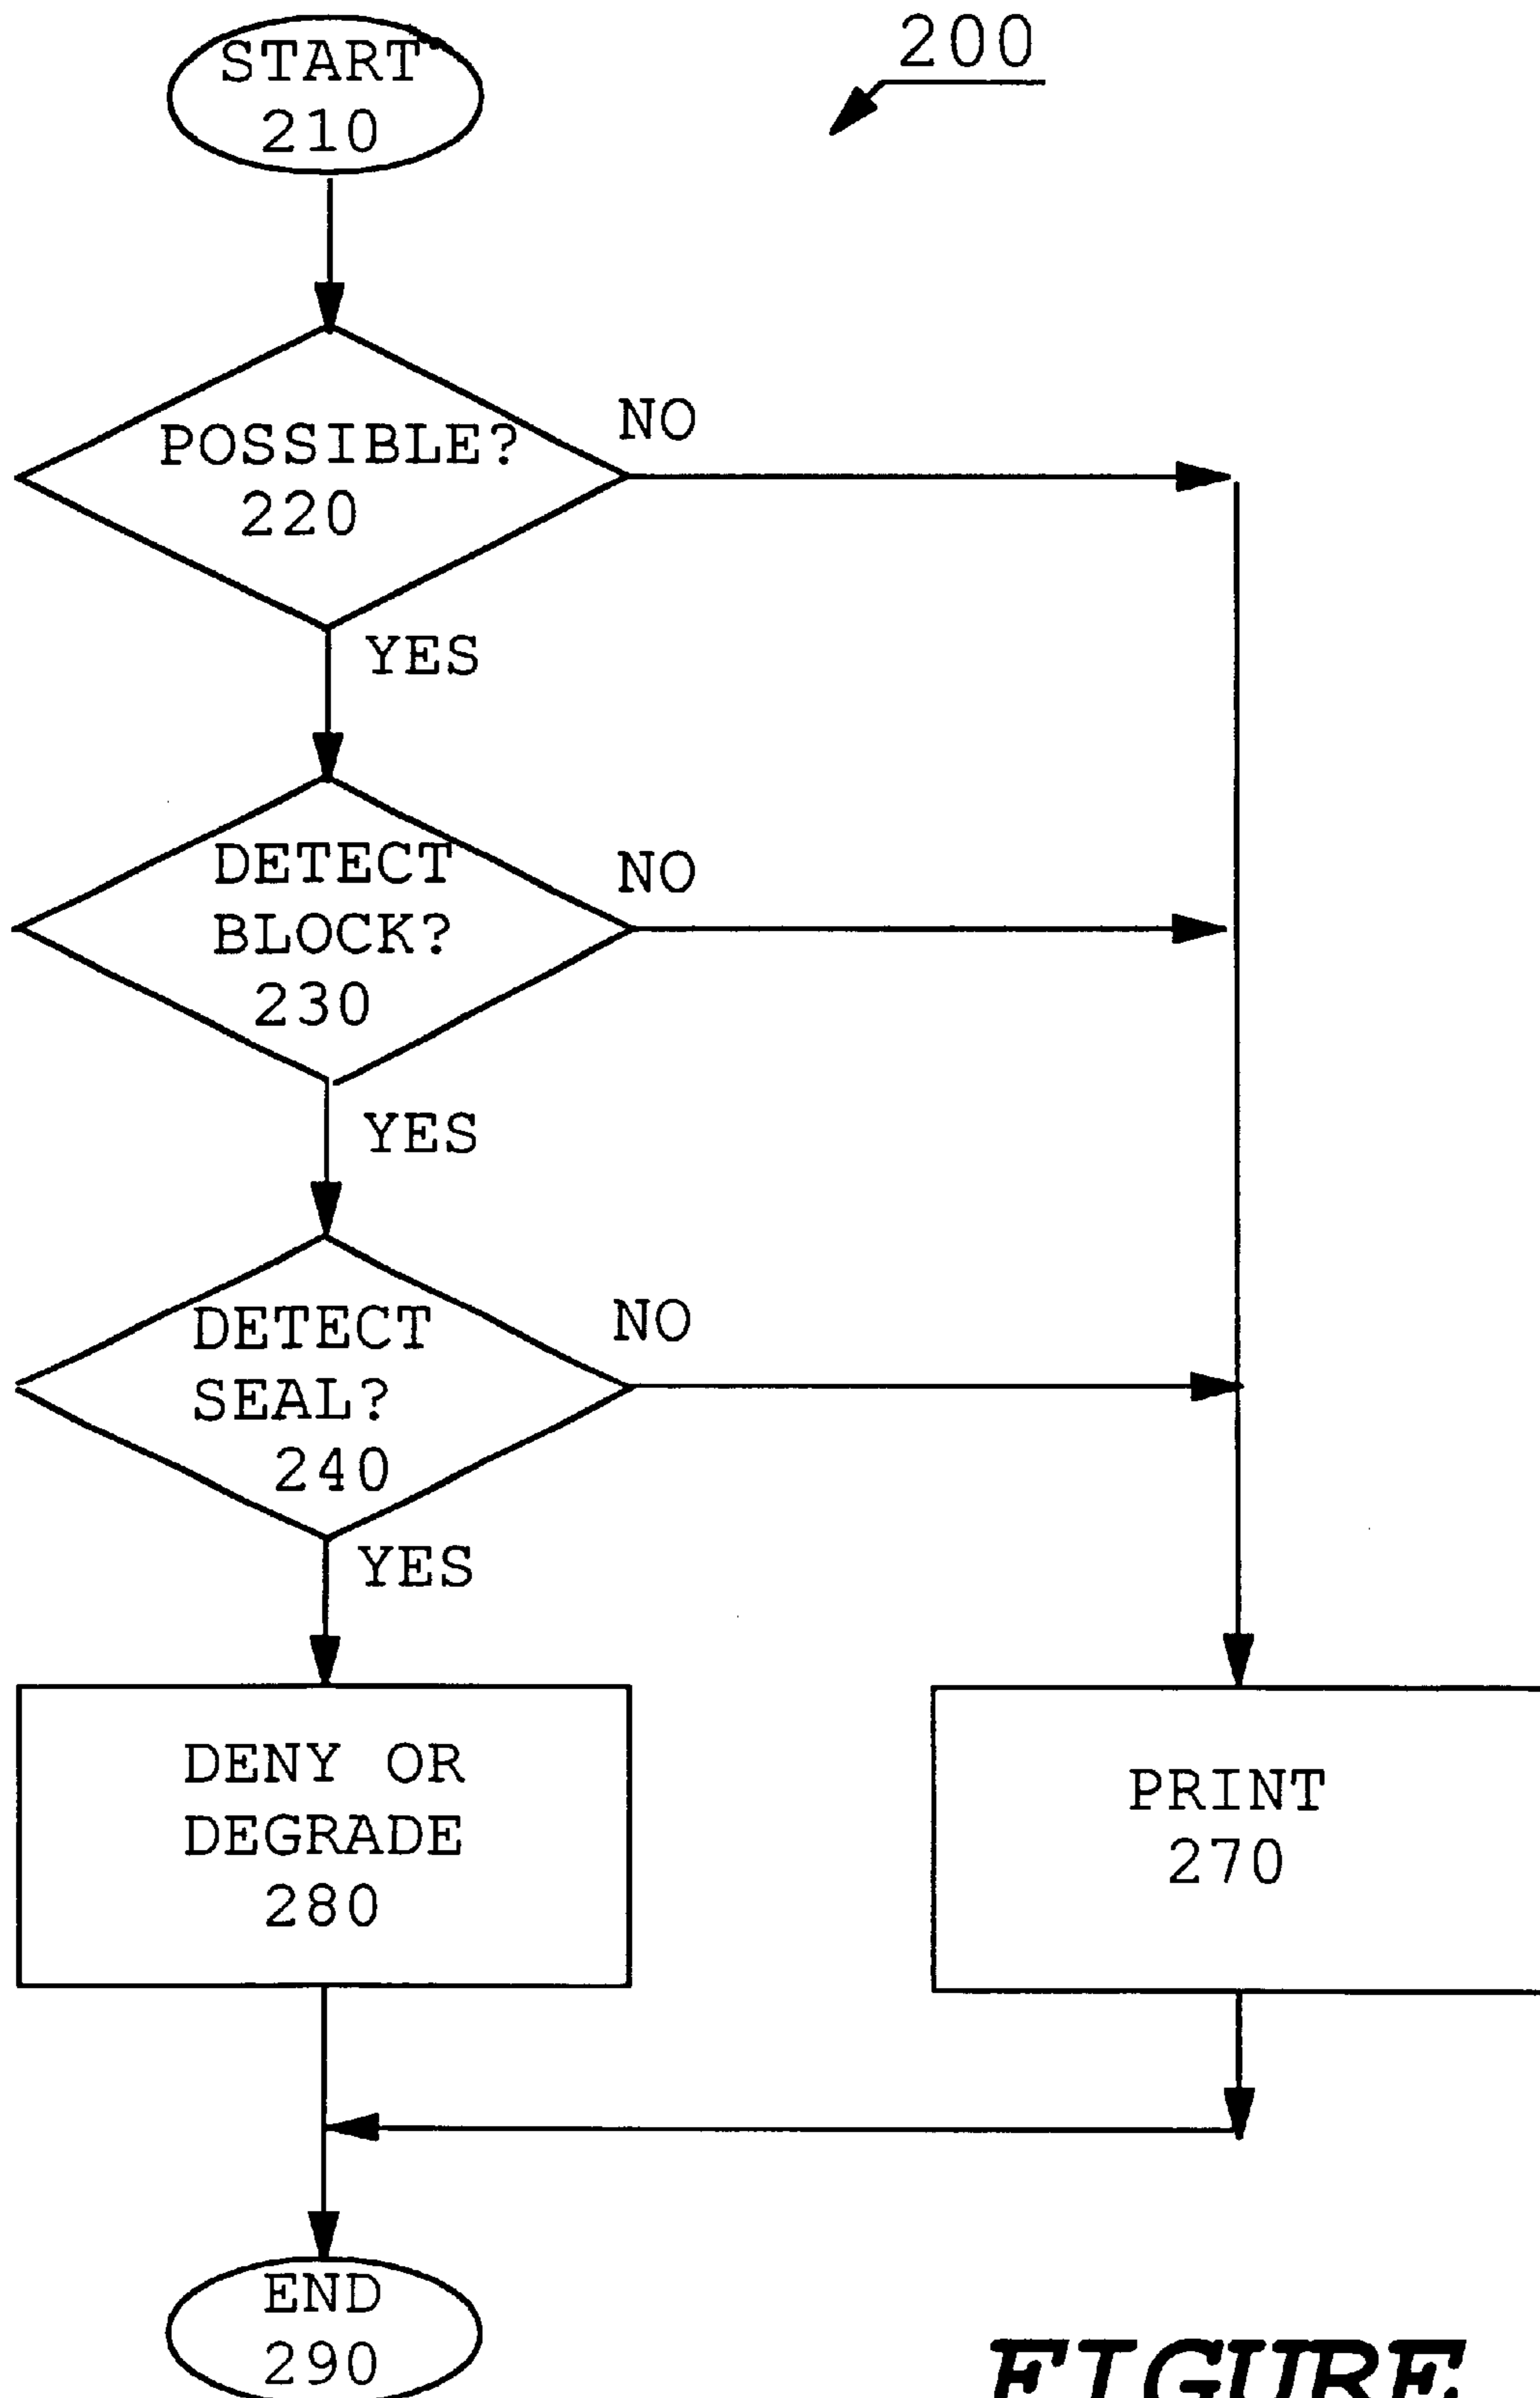 200
START
210
POSSIBLE?
220
NO
YES
DETECT
BLOCK?
230
NO
YES
DETECT
SEAL?
240
NO
YES
DENY OR
DEGRADE
280
PRINT
270
END
290
FIGURE